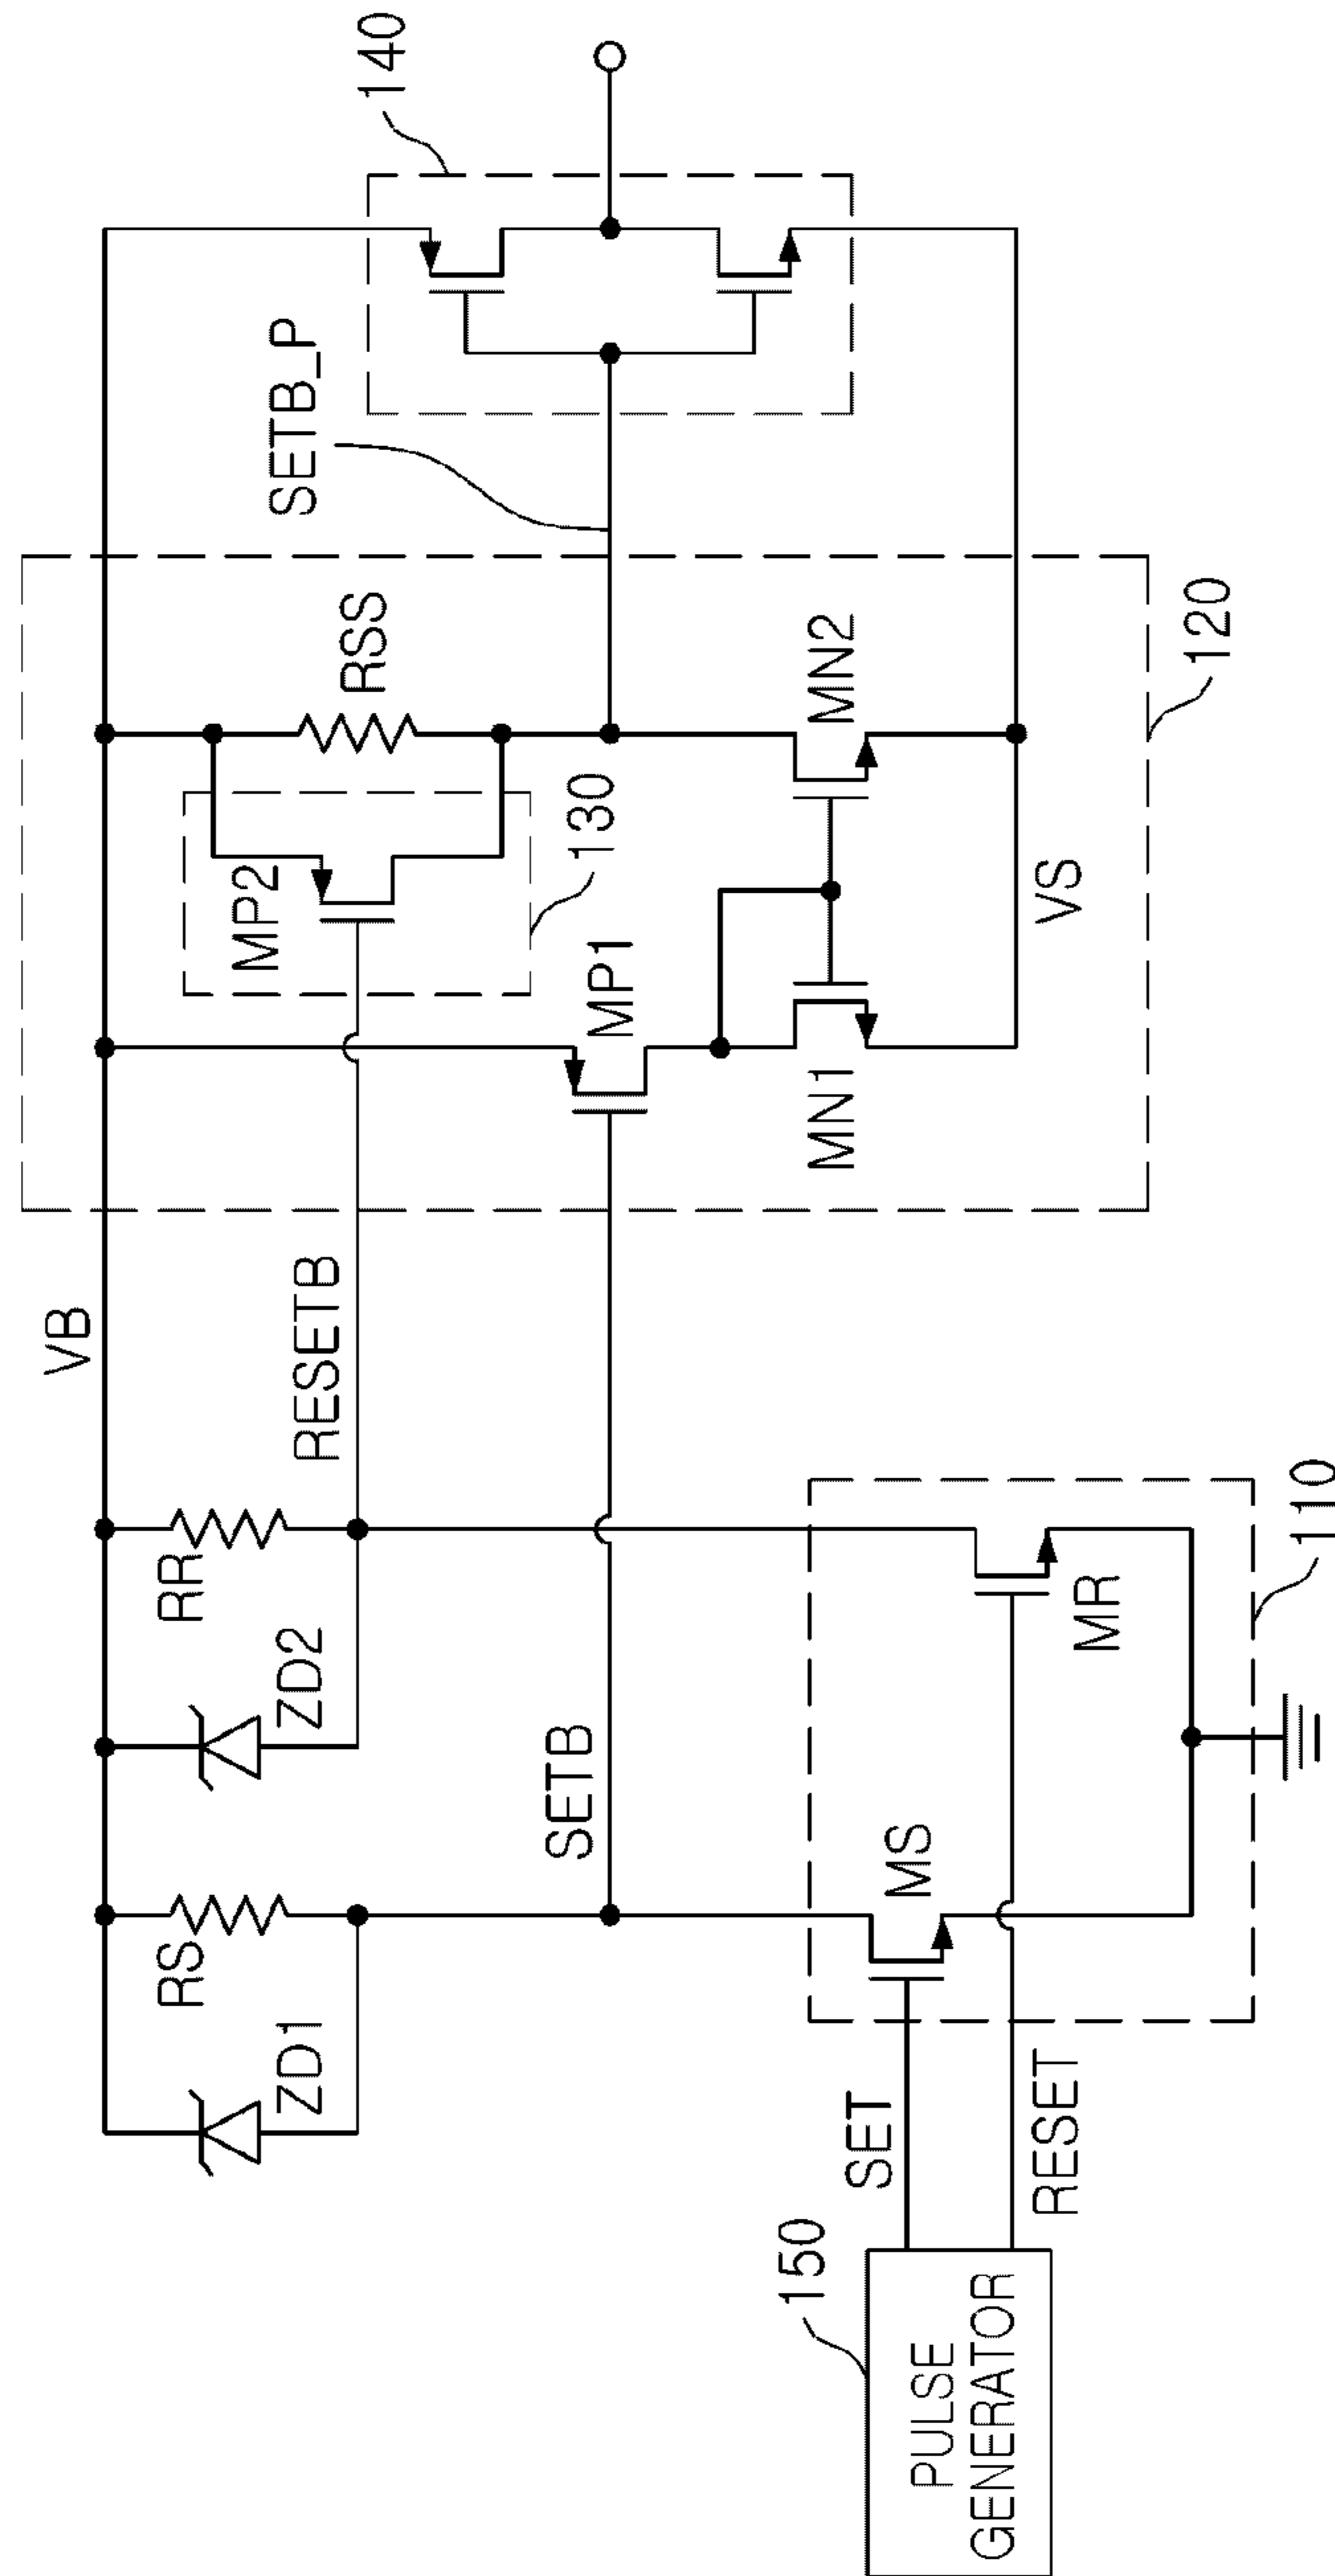 VB
RS
ZD1
RR
ZD2
RESETB
SETB
MS
MR
SET
RESET
150
PULSE
GENERATOR
110
MP2
RSS
130
MP1
MN1
MN2
VS
120
SETB_P
140